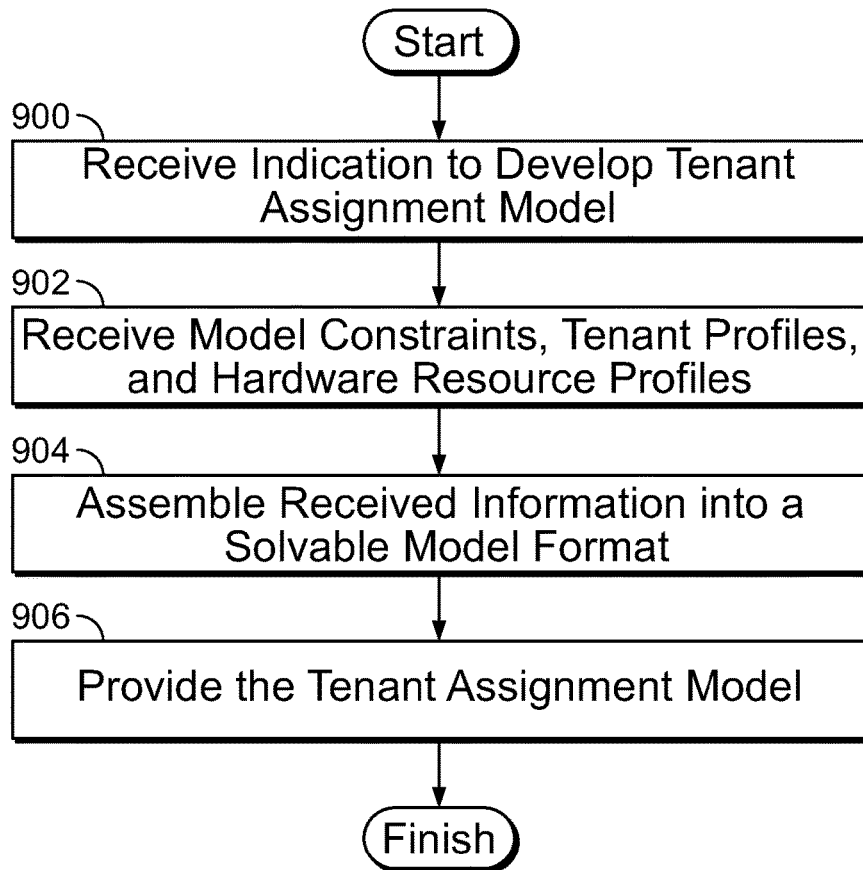 Start
900
Receive Indication to Develop Tenant
Assignment Model
902
Receive Model Constraints, Tenant Profiles,
and Hardware Resource Profiles
904
Assemble Received Information into a
Solvable Model Format
906
Provide the Tenant Assignment Model
Finish